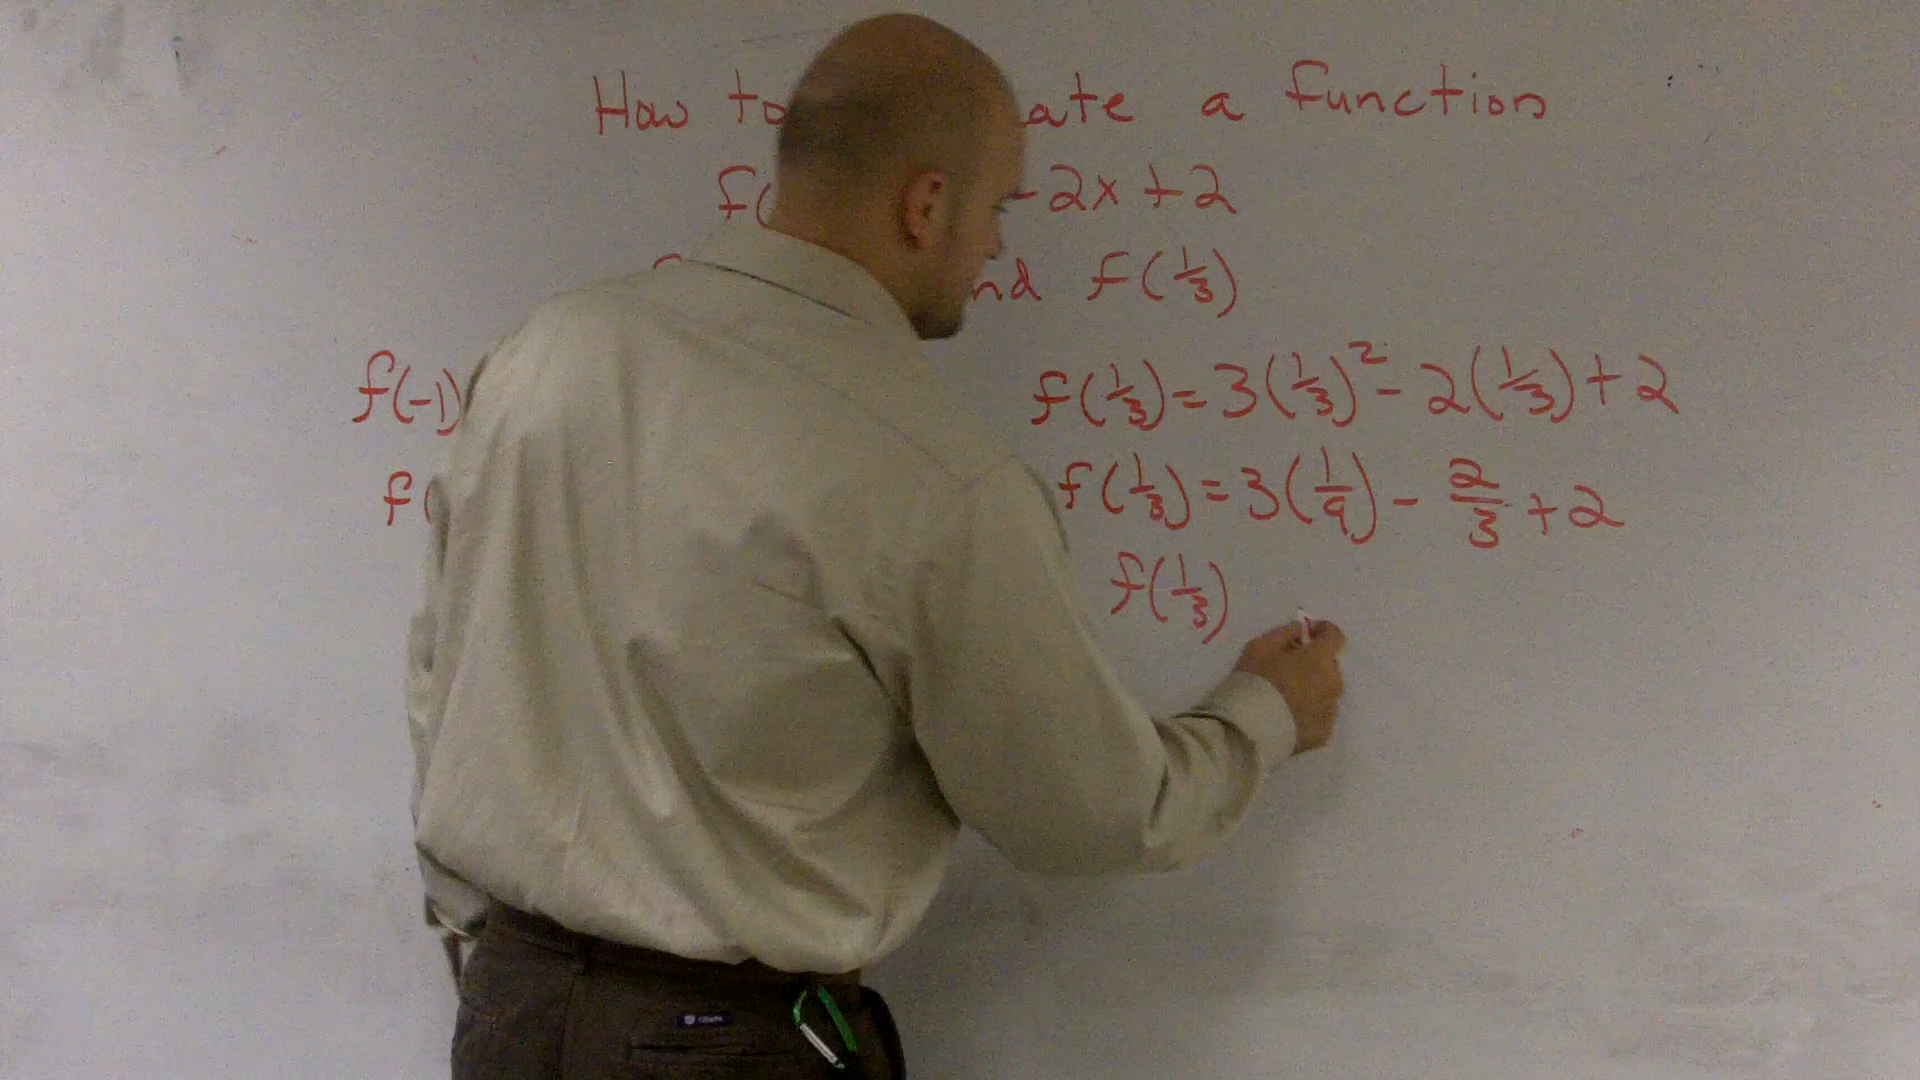 How to ate a function
f( -2x+2
nd f(1/3)
f(-1) f(1/3)=3(1/3)²-2(1/3)+2
f( f(1/3)=3(1/9)-2/3+2
f(1/3)